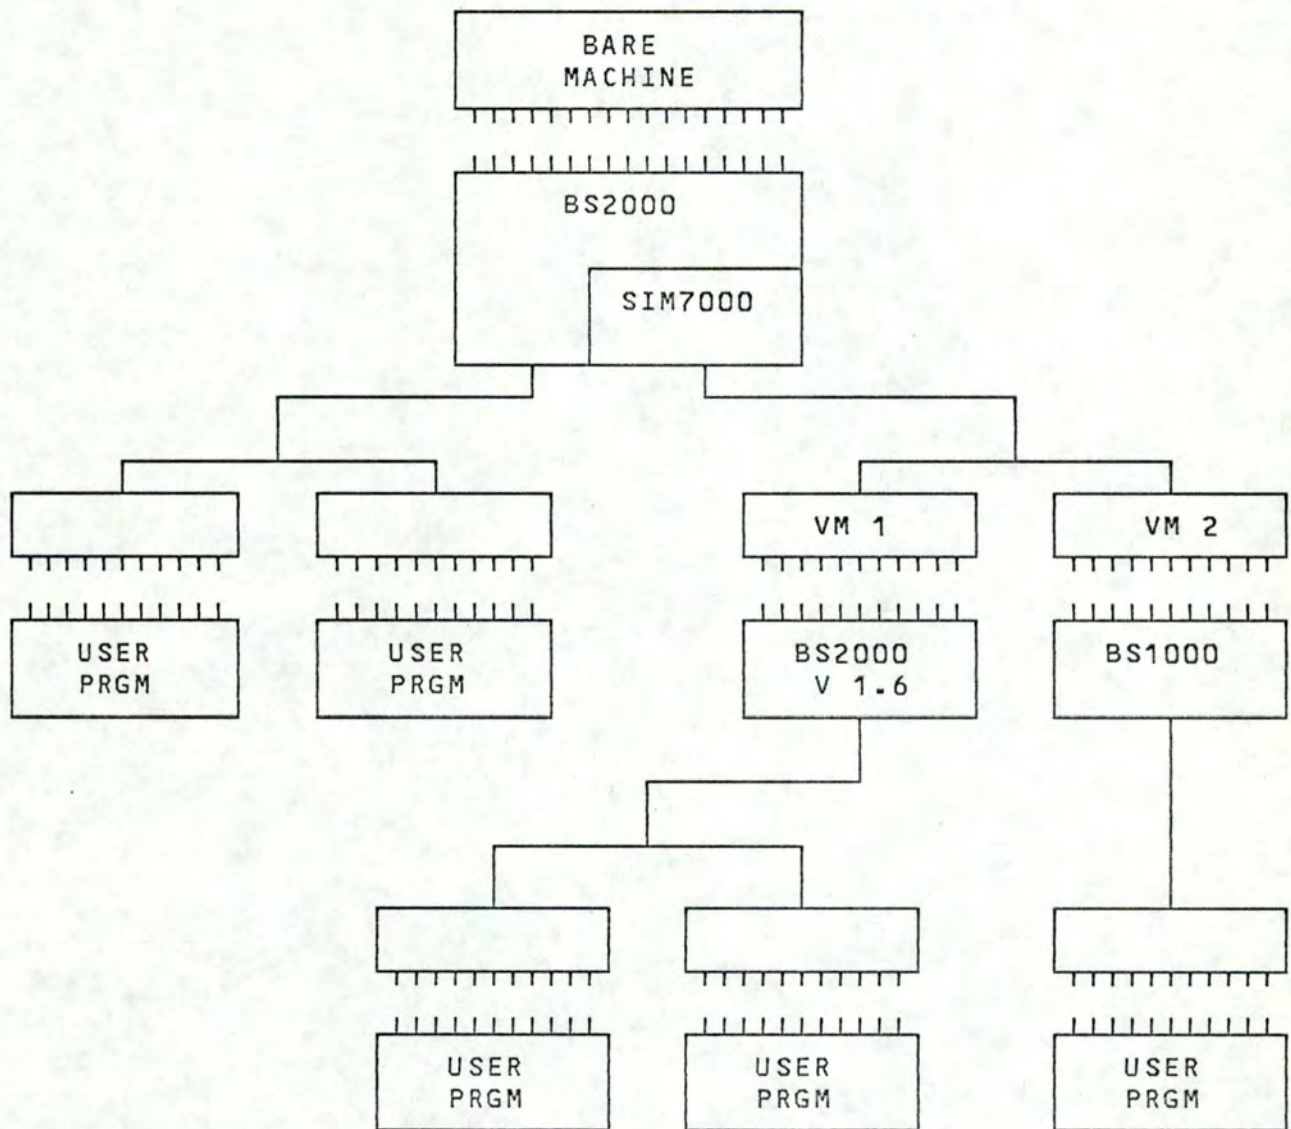 BARE
MACHINE
BS2000
SIM7000
VM 1
VM 2
USER
PRGM
USER
PRGM
BS2000
V 1.6
BS1000
USER
PRGM
USER
PRGM
USER
PRGM